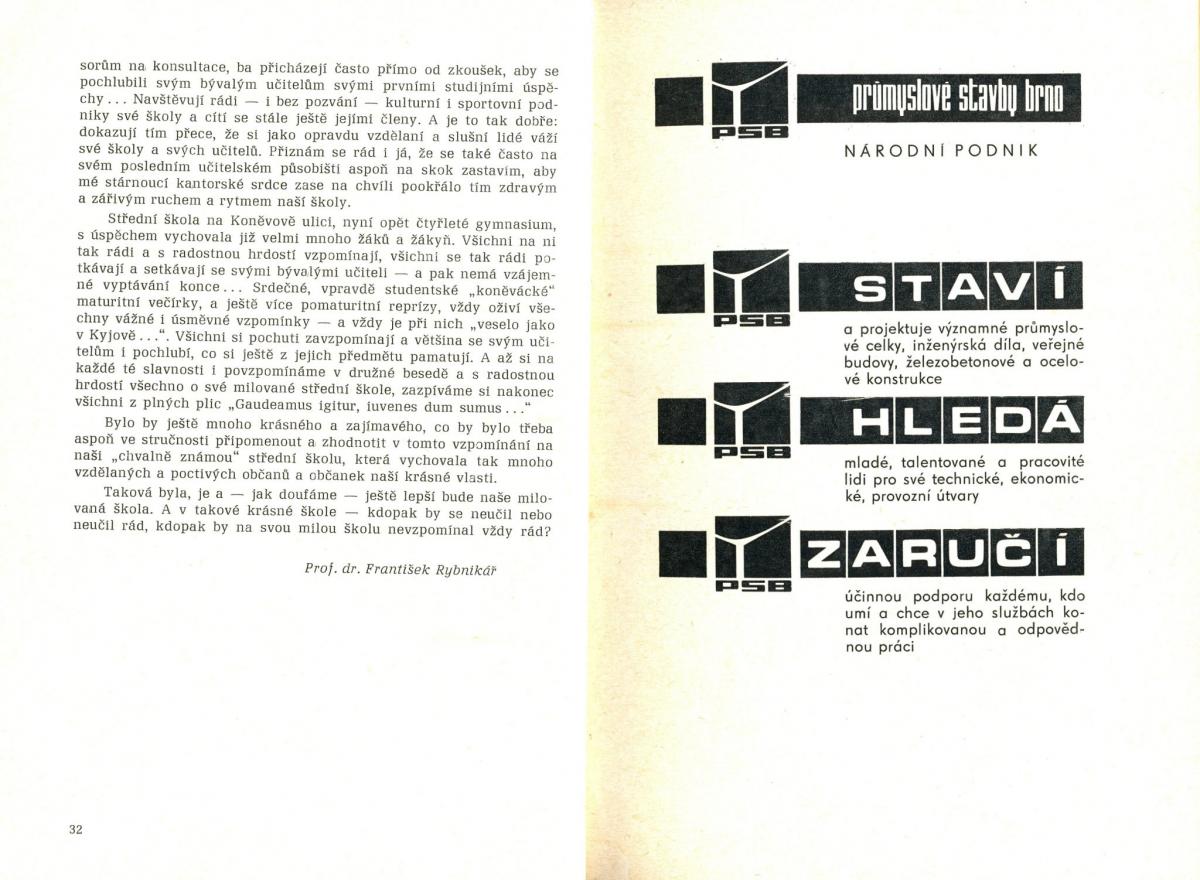 sorům na konsultace, ba přicházejí často přímo od zkoušek, aby se
pochlubili svým bývalým učitelům svými prvními studijními úspě-
chy... Navštěvují rádi — i bez pozvání — kulturní i sportovní pod-
niky své školy a cítí se stále ještě jejími členy. A je to tak dobře:
dokazují tím přece, že si jako opravdu vzdělaní a slušní lidé váží
své školy a svých učitelů. Přiznám se rád i já, že se také často na
svém posledním učitelském působišti aspoň na skok zastavím, aby
mé stárnoucí kantorské srdce zase na chvíli pookřálo tím zdravým
a zářivým ruchem a rytmem naší školy.
Střední škola na Koněvově ulici, nyní opět čtyřleté gymnasium,
s úspěchem vychovala již velmi mnoho žáků a žákyň. Všichni na ni
tak rádi a s radostnou hrdostí vzpomínají, všichni se tak rádi po-
tkávají a setkávají se svými bývalými učiteli — a pak nemá vzájem-
né vyptávání konce... Srdečné, vpravdě studentské „koněvácké"
maturitní večírky, a ještě více pomaturitní reprízy, vždy oživí vše-
chny vážné i úsměvné vzpomínky — a vždy je při nich „veselo jako
v Kyjově...". Všichni si pochuti zavzpomínají a většina se svým uči-
telům i pochlubí, co si ještě z jejich předmětu pamatují. A až si na
každé té slavnosti i povzpomínáme v družné besedě a s radostnou
hrdostí všechno o své milované střední škole, zazpíváme si nakonec
všichni z plných plic „Gaudeamus igitur, iuvenes dum sumus..."
Bylo by ještě mnoho krásného a zajímavého, co by bylo třeba
aspoň ve stručnosti připomenout a zhodnotit v tomto vzpomínání na
naši „chvalně známou" střední školu, která vychovala tak mnoho
vzdělaných a poctivých občanů a občanek naší krásné vlasti.
Taková byla, je a — jak doufáme — ještě lepší bude naše milo-
vaná škola. A v takové krásné škole — kdopak by se neučil nebo
neučil rád, kdopak by na svou milou školu nevzpomínal vždy rád?
Prof. dr. František Rybnikář
32
PSB
průmyslové stavby brno
NÁRODNÍ PODNIK
PSB
STAVÍ
a projektuje významné průmyslo-
vé celky, inženýrská díla, veřejné
budovy, železobetonové a ocelo-
vé konstrukce
PSB
HLEDÁ
mladé, talentované a pracovité
lidi pro své technické, ekonomic-
ké, provozní útvary
PSB
ZARUČÍ
účinnou podporu každému, kdo
umí a chce v jeho službách ko-
nat komplikovanou a odpověd-
nou práci